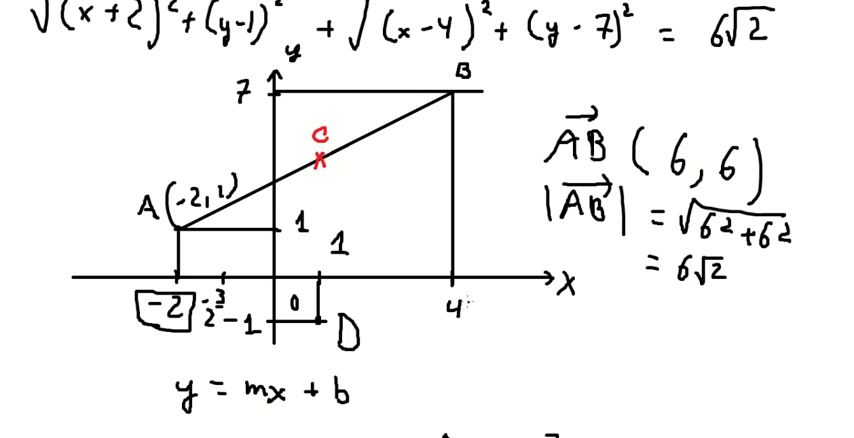 √(x+2)²+(y-1)² + √(x-4)²+(y-7)² = 6√2
y
B
7
C
AB (6,6)
A(-2,1)
|AB| = √6²+6²
1
1
= 6√2
x
-2
-3/2
0
4
-1
D
y = mx + b